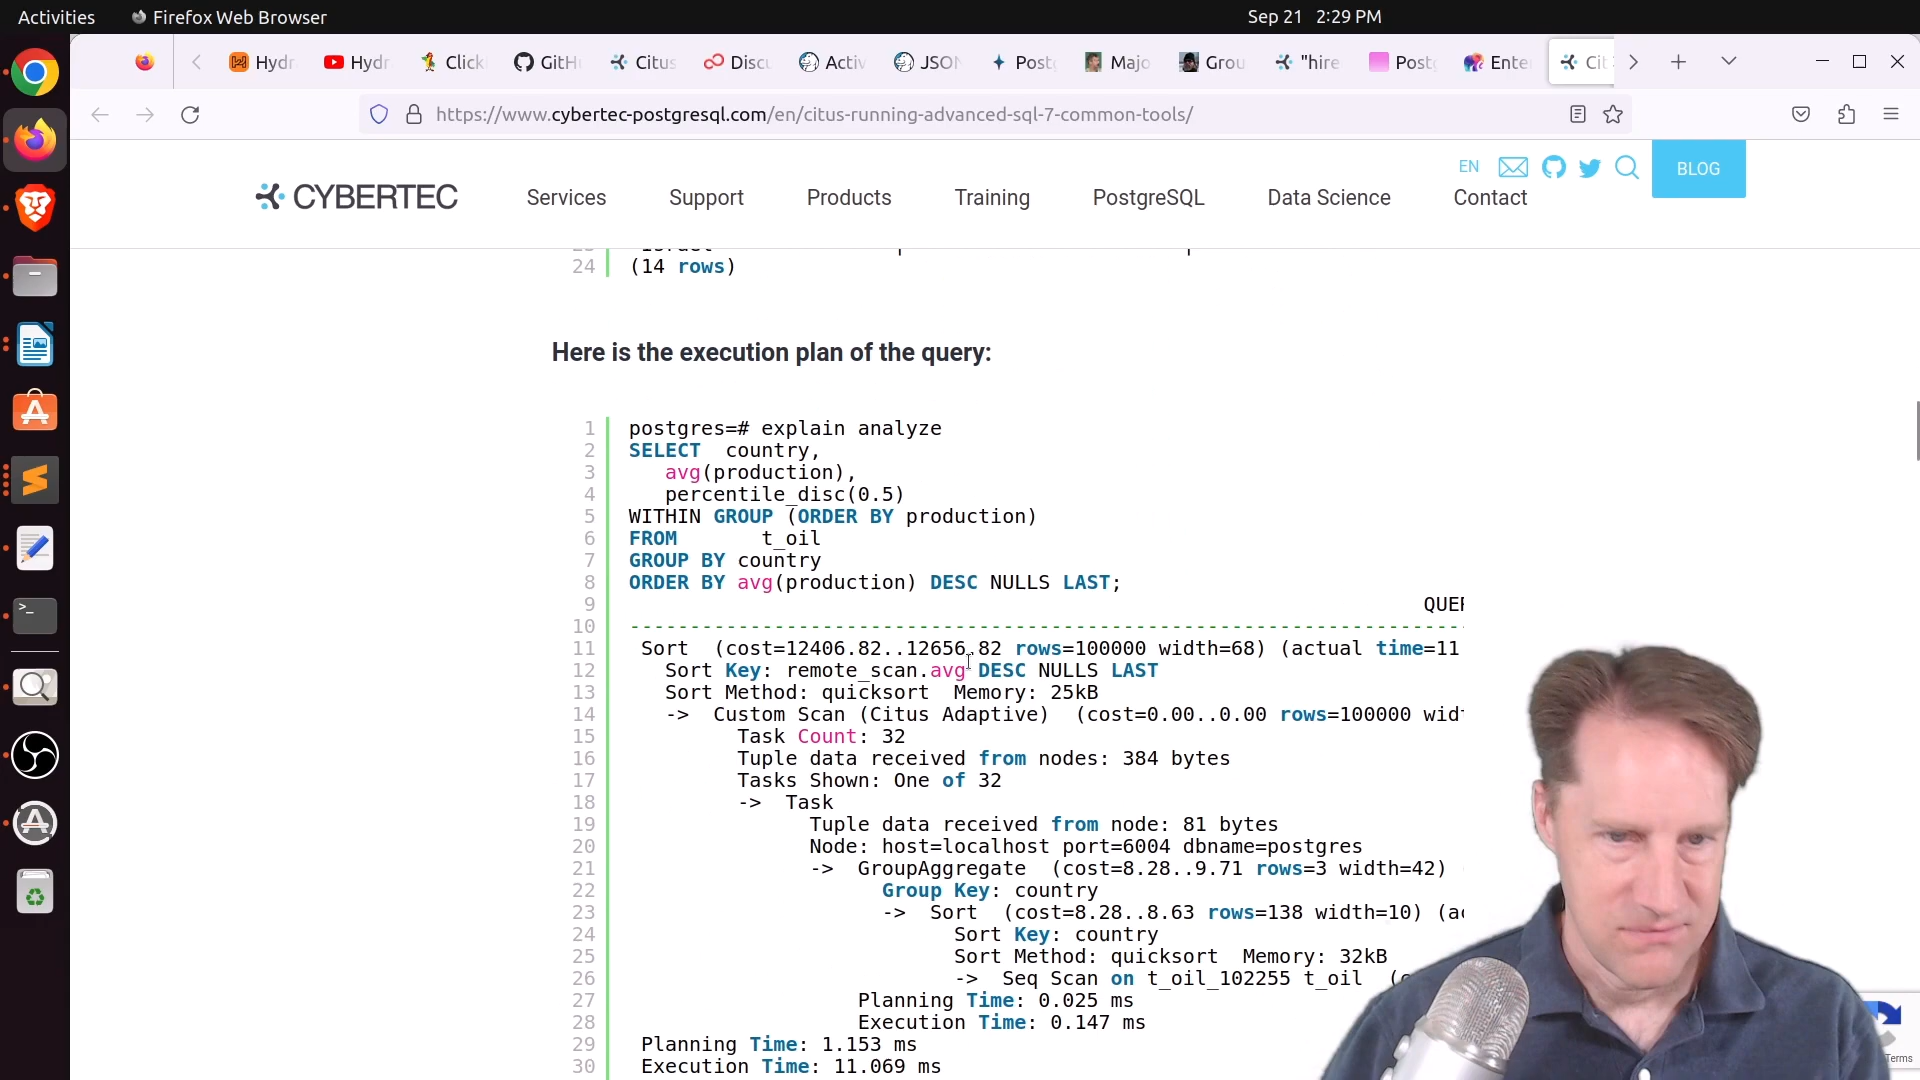 Activities
Firefox Web Browser
Sep 21 2:29 PM
Hydr
Hydr
Click
GitH
Citus
Discu
Activ
JSON
Postg
Majo
Grou
"hire
Post
Ente
Cit
https://www.cybertec-postgresql.com/en/citus-running-advanced-sql-7-common-tools/
EN
BLOG
CYBERTEC
Services
Support
Products
Training
PostgreSQL
Data Science
Contact
24 (14 rows)
Here is the execution plan of the query:
1 postgres=# explain analyze
2 SELECT country,
3 avg(production),
4 percentile_disc(0.5)
5 WITHIN GROUP (ORDER BY production)
6 FROM t_oil
7 GROUP BY country
8 ORDER BY avg(production) DESC NULLS LAST;
9 QUER
10 ----------------------------------------------------------------------
11 Sort (cost=12406.82..12656.82 rows=100000 width=68) (actual time=11
12 Sort Key: remote_scan.avg DESC NULLS LAST
13 Sort Method: quicksort Memory: 25kB
14 -> Custom Scan (Citus Adaptive) (cost=0.00..0.00 rows=100000 widt
15 Task Count: 32
16 Tuple data received from nodes: 384 bytes
17 Tasks Shown: One of 32
18 -> Task
19 Tuple data received from node: 81 bytes
20 Node: host=localhost port=6004 dbname=postgres
21 -> GroupAggregate (cost=8.28..9.71 rows=3 width=42) (
22 Group Key: country
23 -> Sort (cost=8.28..8.63 rows=138 width=10) (ac
24 Sort Key: country
25 Sort Method: quicksort Memory: 32kB
26 -> Seq Scan on t_oil_102255 t_oil (c
27 Planning Time: 0.025 ms
28 Execution Time: 0.147 ms
29 Planning Time: 1.153 ms
30 Execution Time: 11.069 ms
Terms